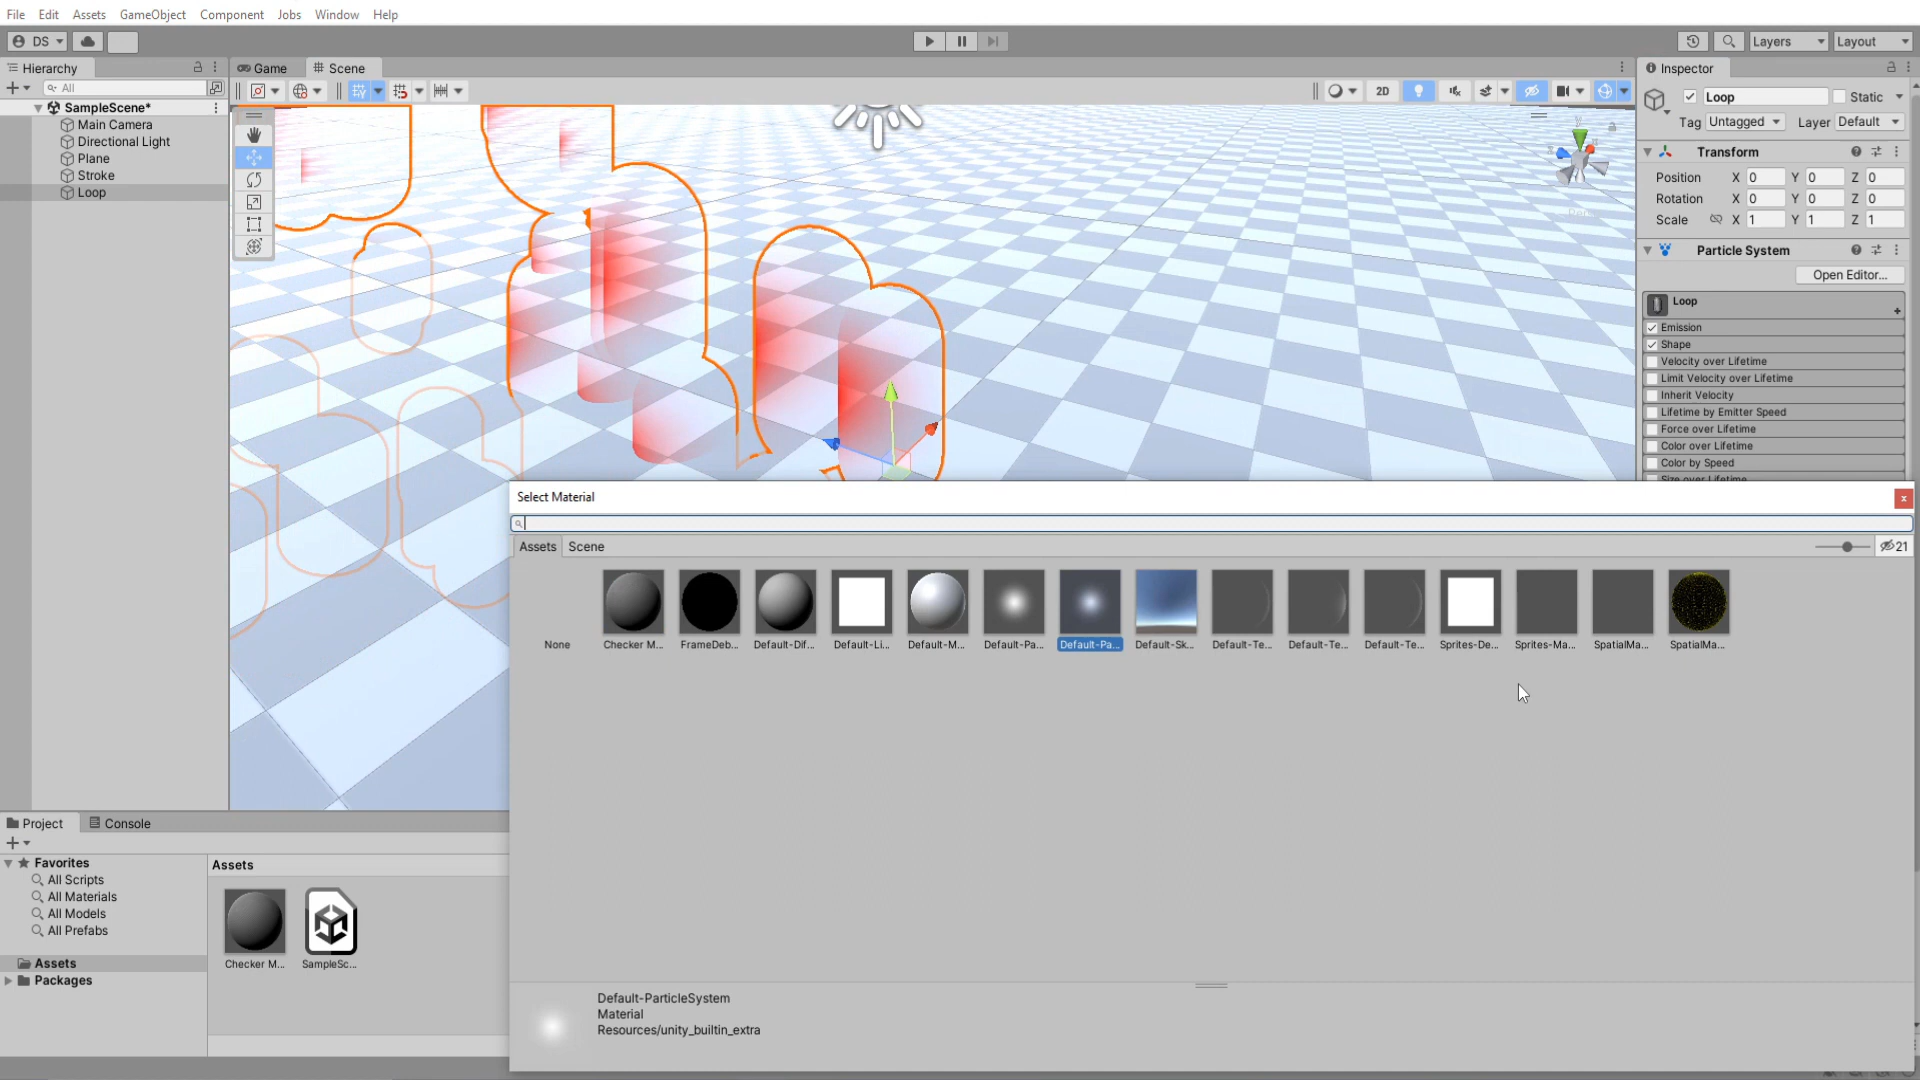 File Edit Assets GameObject Component Jobs Window Help
DS Layers Layout
Hierarchy
All
SampleScene*
Main Camera
Directional Light
Plane
Stroke
Loop
Game Scene
2D
Inspector
Loop Static
Tag Untagged Layer Default
Transform
Position X 0 Y 0 Z 0
Rotation X 0 Y 0 Z 0
Scale X 1 Y 1 Z 1
Particle System
Open Editor...
Loop
Emission
Shape
Velocity over Lifetime
Limit Velocity over Lifetime
Inherit Velocity
Lifetime by Emitter Speed
Force over Lifetime
Color over Lifetime
Color by Speed
Size over Lifetime
Select Material
Assets Scene
21
None Checker M... FrameDeb... Default-Dif... Default-Li... Default-M... Default-Pa... Default-Pa... Default-Sk... Default-Te... Default-Te... Default-Te... Sprites-De... Sprites-Ma... SpatialMa... SpatialMa...
Default-ParticleSystem
Material
Resources/unity_builtin_extra
Project Console
Favorites
All Scripts
All Materials
All Models
All Prefabs
Assets
Packages
Assets
Checker M... SampleSc...